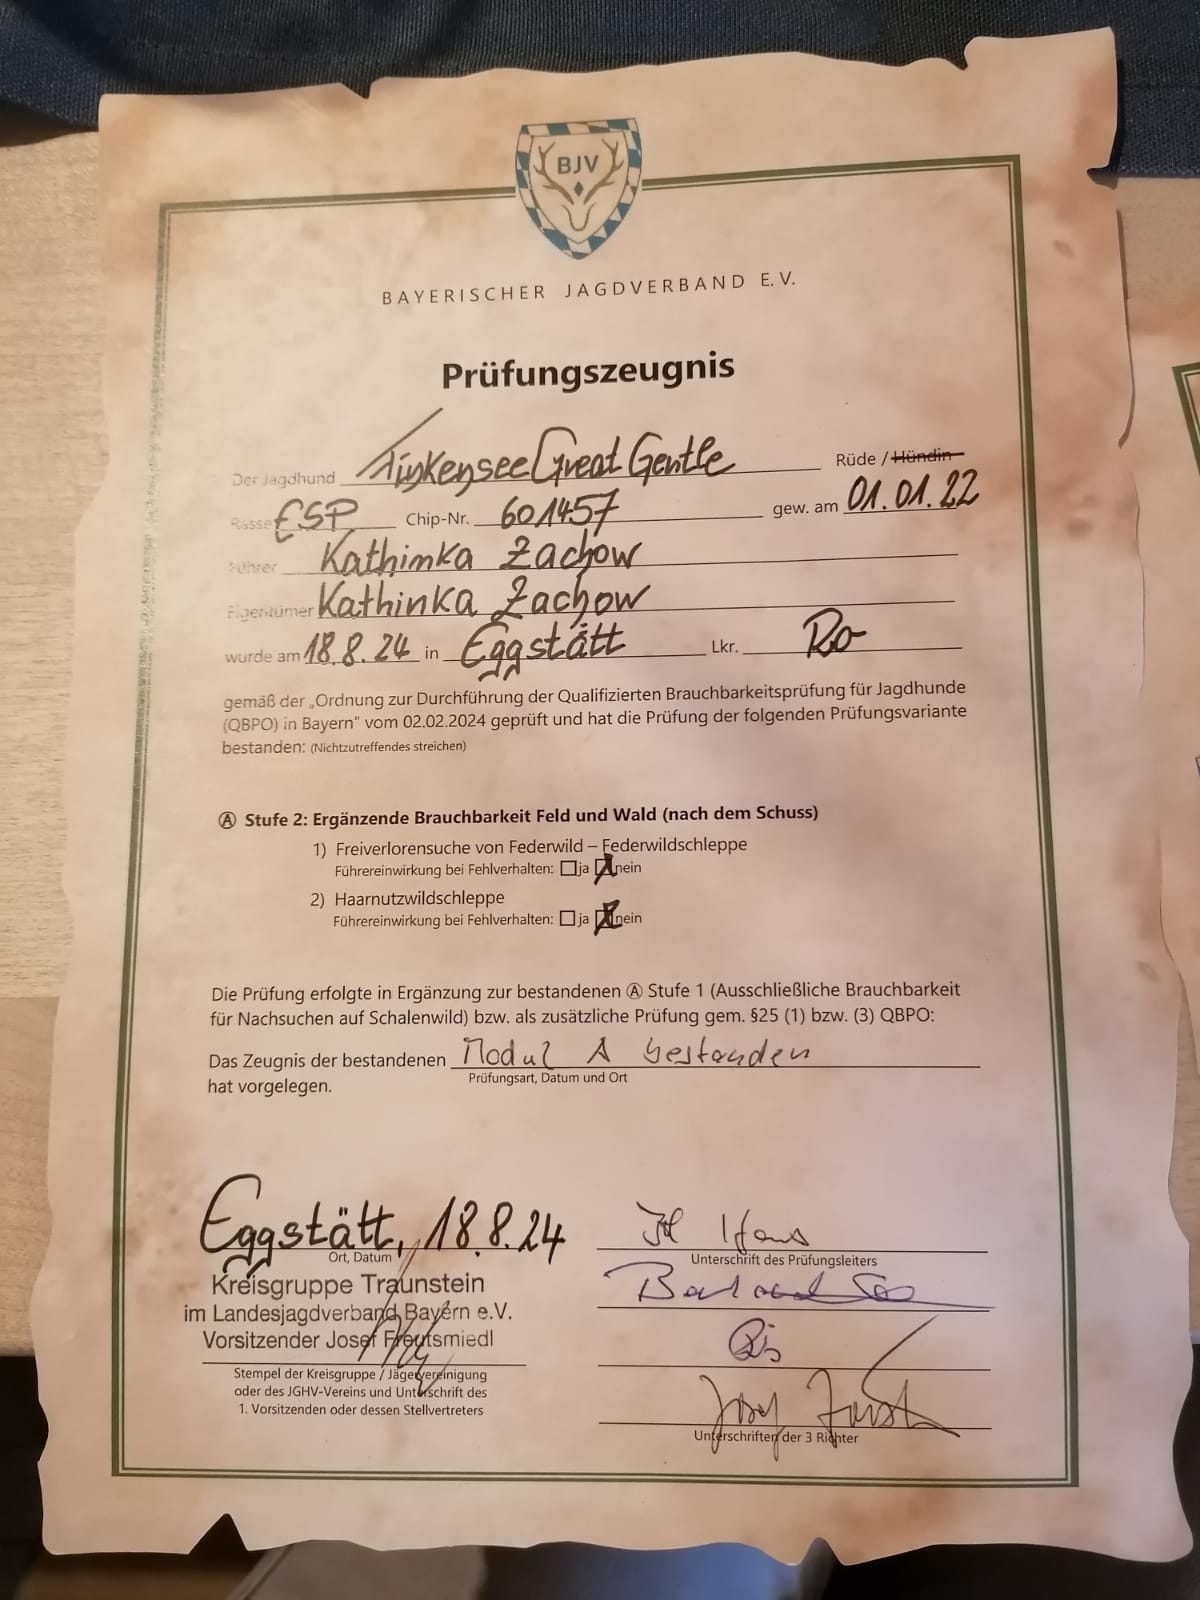 BJV
BAYERISCHER JAGDVERBAND E.V.
Prüfungszeugnis
Der Jagdhund Tinkensee Great Gentle Rüde / Hündin
Rasse ESP Chip-Nr. 601457 gew. am 01.01.22
Führer Kathinka Zachow
Eigentümer Kathinka Zachow
wurde am 18.8.24 in Eggstätt Lkr. Ro
gemäß der „Ordnung zur Durchführung der Qualifizierten Brauchbarkeitsprüfung für Jagdhunde
(QBPO) in Bayern" vom 02.02.2024 geprüft und hat die Prüfung der folgenden Prüfungsvariante
bestanden: (Nichtzutreffendes streichen)
Ⓐ Stufe 2: Ergänzende Brauchbarkeit Feld und Wald (nach dem Schuss)
1) Freiverlorensuche von Federwild – Federwildschleppe
Führereinwirkung bei Fehlverhalten: ☐ ja ☒ nein
2) Haarnutzwildschleppe
Führereinwirkung bei Fehlverhalten: ☐ ja ☒ nein
Die Prüfung erfolgte in Ergänzung zur bestandenen Ⓐ Stufe 1 (Ausschließliche Brauchbarkeit
für Nachsuchen auf Schalenwild) bzw. als zusätzliche Prüfung gem. §25 (1) bzw. (3) QBPO:
Das Zeugnis der bestandenen Modul A bestanden
Prüfungsart, Datum und Ort
hat vorgelegen.
Eggstätt, 18.8.24
Ort, Datum
Unterschrift des Prüfungsleiters
Kreisgruppe Traunstein
im Landesjagdverband Bayern e.V.
Vorsitzender Josef
Stempel der Kreisgruppe / Jägervereinigung
oder des JGHV-Vereins und Unterschrift des
1. Vorsitzenden oder dessen Stellvertreters
Unterschriften der 3 Richter